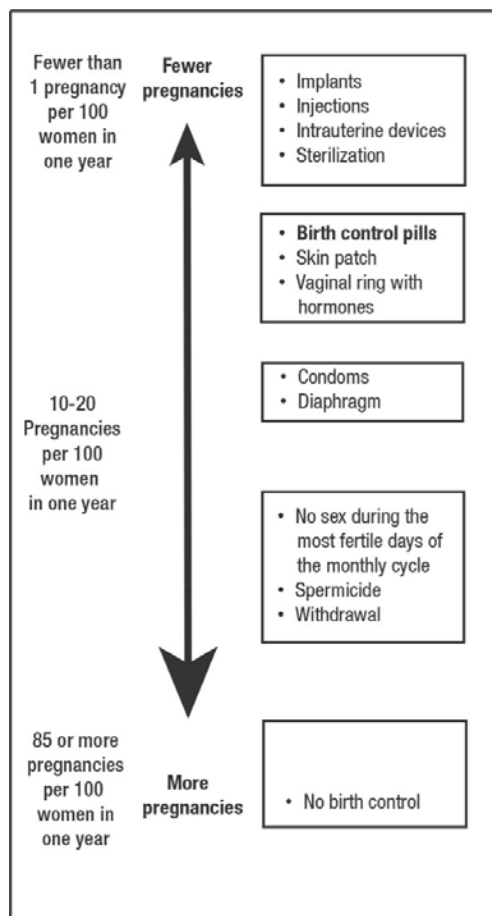 Fewer than
1 pregnancy
per 100
women in
one year
Fewer
pregnancies
• Implants
• Injections
• Intrauterine devices
• Sterilization
• Birth control pills
• Skin patch
• Vaginal ring with
hormones
• Condoms
• Diaphragm
10-20
Pregnancies
per 100
women
in one year
• No sex during the
most fertile days of
the monthly cycle
• Spermicide
• Withdrawal
85 or more
pregnancies
per 100
women in
one year
More
pregnancies
• No birth control